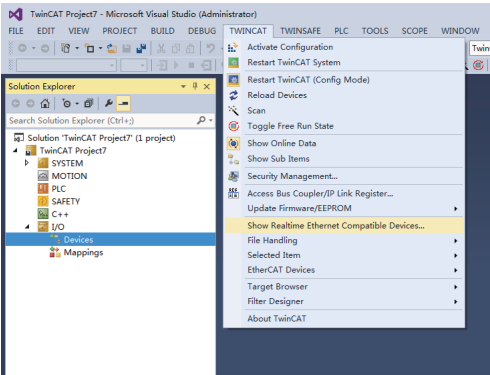 TwinCAT Project7 - Microsoft Visual Studio (Administrator)
FILE EDIT VIEW PROJECT BUILD DEBUG TWINCAT TWINSAFE PLC TOOLS SCOPE WINDOW
Activate Configuration
Restart TwinCAT System
Restart TwinCAT (Config Mode)
Reload Devices
Scan
Toggle Free Run State
Show Online Data
Show Sub Items
Security Management...
Access Bus Coupler/IP Link Register...
Update Firmware/EEPROM
Show Realtime Ethernet Compatible Devices...
File Handling
Selected Item
EtherCAT Devices
Target Browser
Filter Designer
About TwinCAT
Solution Explorer
Search Solution Explorer (Ctrl+;)
Solution 'TwinCAT Project7' (1 project)
TwinCAT Project7
SYSTEM
MOTION
PLC
SAFETY
C++
I/O
Devices
Mappings